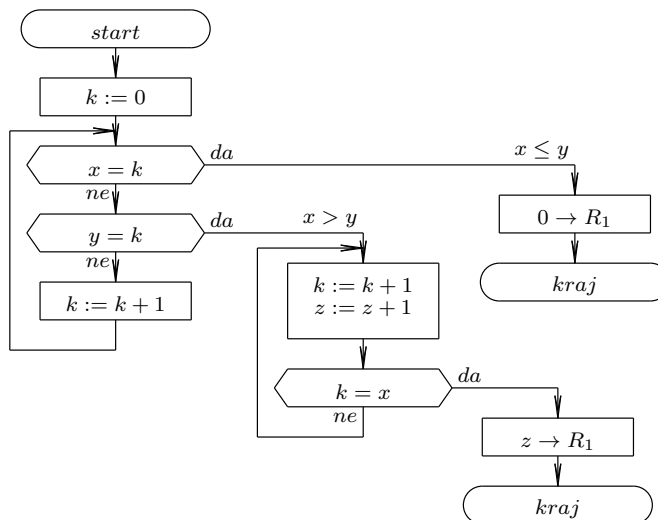 start
k := 0
x = k
da
x ≤ y
ne
0 → R₁
kraj
y = k
da
x > y
ne
k := k + 1
k := k + 1
z := z + 1
k = x
da
ne
z → R₁
kraj